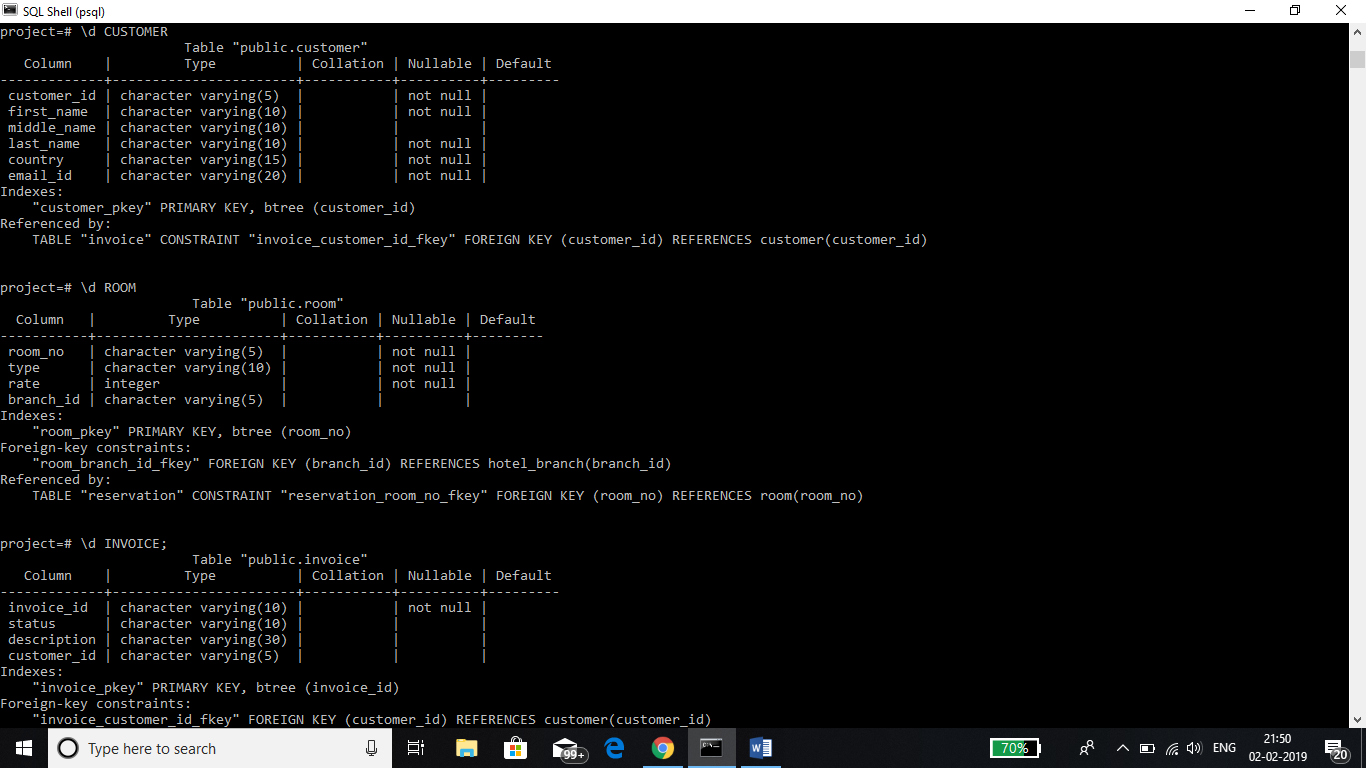 SQL Shell (psql)
project=# \d CUSTOMER
                       Table "public.customer"
   Column    |         Type          | Collation | Nullable | Default
-------------+-----------------------+-----------+----------+---------
 customer_id | character varying(5)  |           | not null |
 first_name  | character varying(10) |           | not null |
 middle_name | character varying(10) |           |          |
 last_name   | character varying(10) |           | not null |
 country     | character varying(15) |           | not null |
 email_id    | character varying(20) |           | not null |
Indexes:
    "customer_pkey" PRIMARY KEY, btree (customer_id)
Referenced by:
    TABLE "invoice" CONSTRAINT "invoice_customer_id_fkey" FOREIGN KEY (customer_id) REFERENCES customer(customer_id)
project=# \d ROOM
                        Table "public.room"
  Column   |         Type          | Collation | Nullable | Default
-----------+-----------------------+-----------+----------+---------
 room_no   | character varying(5)  |           | not null |
 type      | character varying(10) |           | not null |
 rate      | integer               |           | not null |
 branch_id | character varying(5)  |           |          |
Indexes:
    "room_pkey" PRIMARY KEY, btree (room_no)
Foreign-key constraints:
    "room_branch_id_fkey" FOREIGN KEY (branch_id) REFERENCES hotel_branch(branch_id)
Referenced by:
    TABLE "reservation" CONSTRAINT "reservation_room_no_fkey" FOREIGN KEY (room_no) REFERENCES room(room_no)
project=# \d INVOICE;
                        Table "public.invoice"
   Column    |         Type          | Collation | Nullable | Default
-------------+-----------------------+-----------+----------+---------
 invoice_id  | character varying(10) |           | not null |
 status      | character varying(10) |           |          |
 description | character varying(30) |           |          |
 customer_id | character varying(5)  |           |          |
Indexes:
    "invoice_pkey" PRIMARY KEY, btree (invoice_id)
Foreign-key constraints:
    "invoice_customer_id_fkey" FOREIGN KEY (customer_id) REFERENCES customer(customer_id)
Type here to search
99+
70%
ENG
21:50
02-02-2019
20